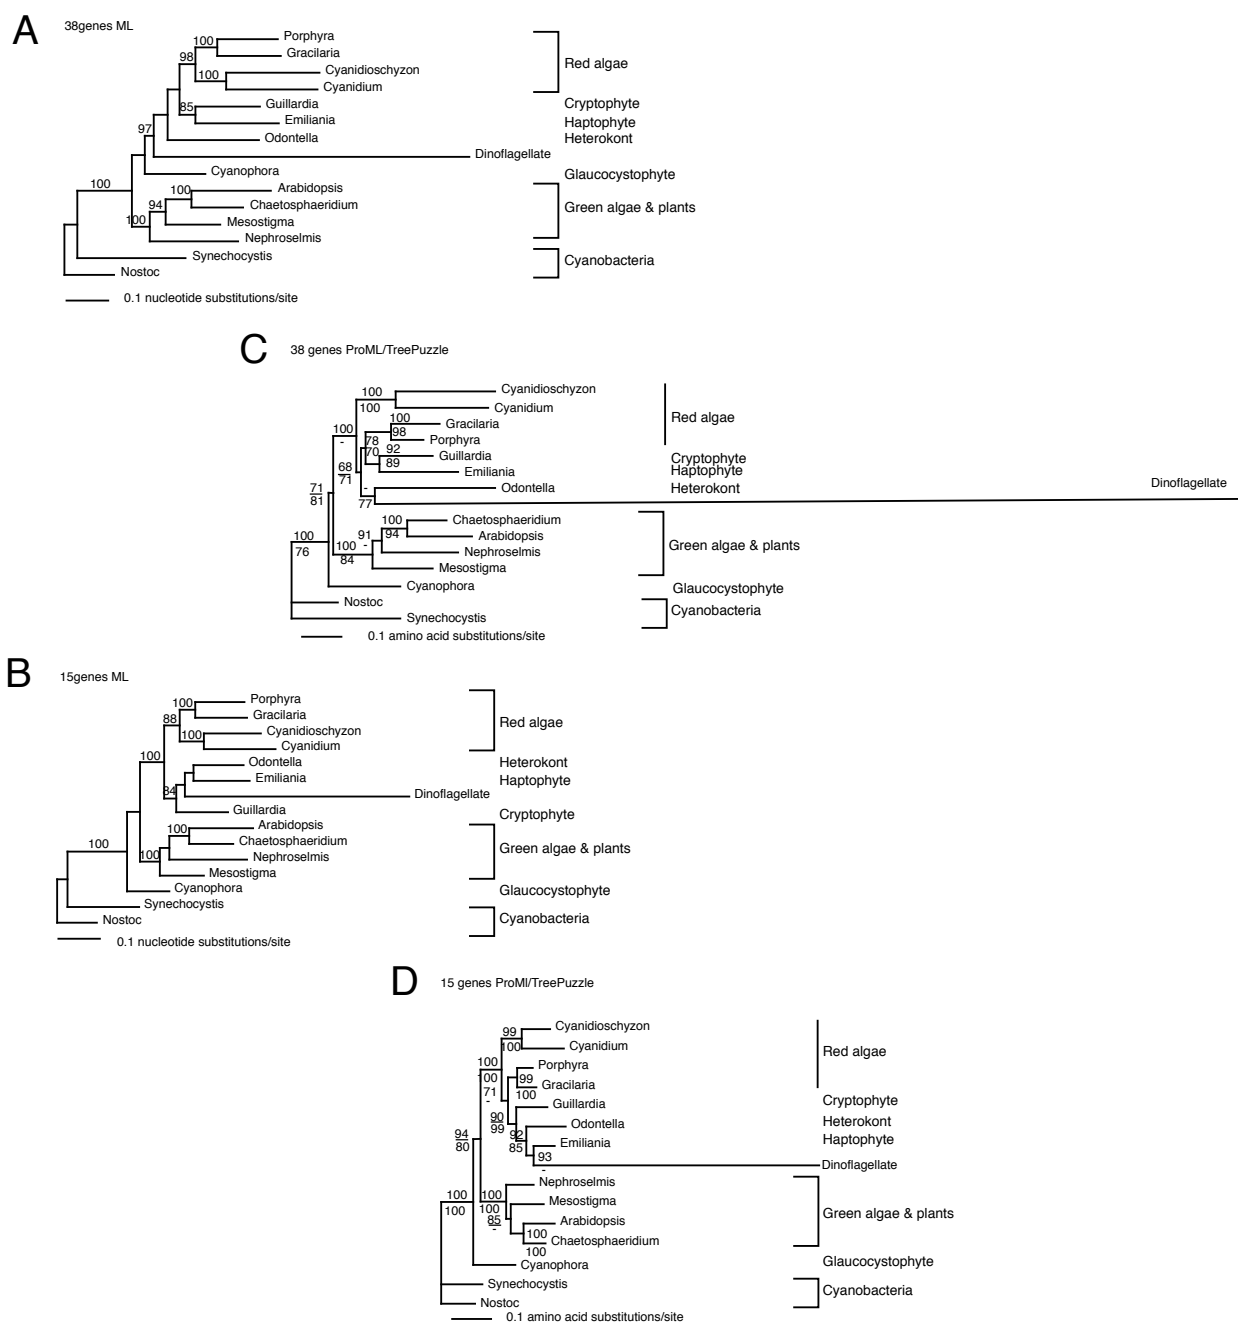 A
38genes ML
100 Porphyra
Gracilaria
98
100 Cyanidioschyzon
Cyanidium
Red algae
85 Guillardia
Cryptophyte
Emiliania
Haptophyte
97
Odontella
Heterokont
Dinoflagellate
Cyanophora
Glaucocystophyte
100
100 Arabidopsis
94 Chaetosphaeridium
Green algae & plants
100 Mesostigma
Nephroselmis
Synechocystis
Cyanobacteria
Nostoc
0.1 nucleotide substitutions/site
C
38 genes ProML/TreePuzzle
100 Cyanidioschyzon
100 Cyanidium
Red algae
100 Gracilaria
100
-
78
98 Porphyra
70
92 Guillardia
Cryptophyte
89
68
71
Emiliania
Haptophyte
71
81
- Odontella
Heterokont
77
Dinoflagellate
100 Chaetosphaeridium
91
-
94 Arabidopsis
Green algae & plants
100
76
100
84
Nephroselmis
Mesostigma
Cyanophora
Glaucocystophyte
Nostoc
Cyanobacteria
Synechocystis
0.1 amino acid substitutions/site
B
15genes ML
100 Porphyra
Gracilaria
88
Red algae
100 Cyanidioschyzon
Cyanidium
100
Odontella
Heterokont
Emiliania
Haptophyte
84
Dinoflagellate
Guillardia
Cryptophyte
100 Arabidopsis
Chaetosphaeridium
100
100
Green algae & plants
Nephroselmis
Mesostigma
Cyanophora
Glaucocystophyte
Synechocystis
Cyanobacteria
Nostoc
0.1 nucleotide substitutions/site
D
15 genes ProMl/TreePuzzle
99 Cyanidioschyzon
100 Cyanidium
Red algae
100
100
Porphyra
99
Gracilaria
100
71
-
Guillardia
Cryptophyte
90
99
Odontella
Heterokont
92
85
Emiliania
Haptophyte
94
80
93
-
Dinoflagellate
Nephroselmis
100
100
100
100
Mesostigma
Green algae & plants
85
-
Arabidopsis
100
Chaetosphaeridium
100
Cyanophora
Glaucocystophyte
Synechocystis
Cyanobacteria
Nostoc
0.1 amino acid substitutions/site